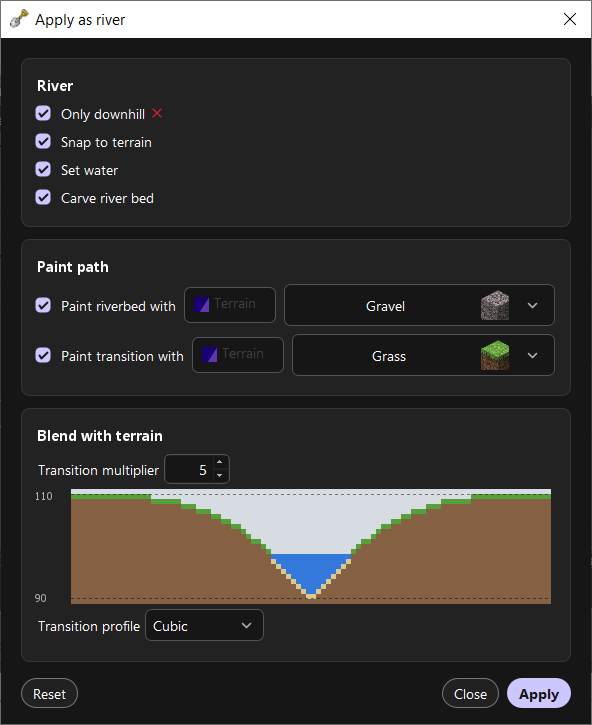 Apply as river
River
Only downhill
Snap to terrain
Set water
Carve river bed
Paint path
Paint riverbed with Terrain Gravel
Paint transition with Terrain Grass
Blend with terrain
Transition multiplier 5
110
90
Transition profile Cubic
Reset Close Apply